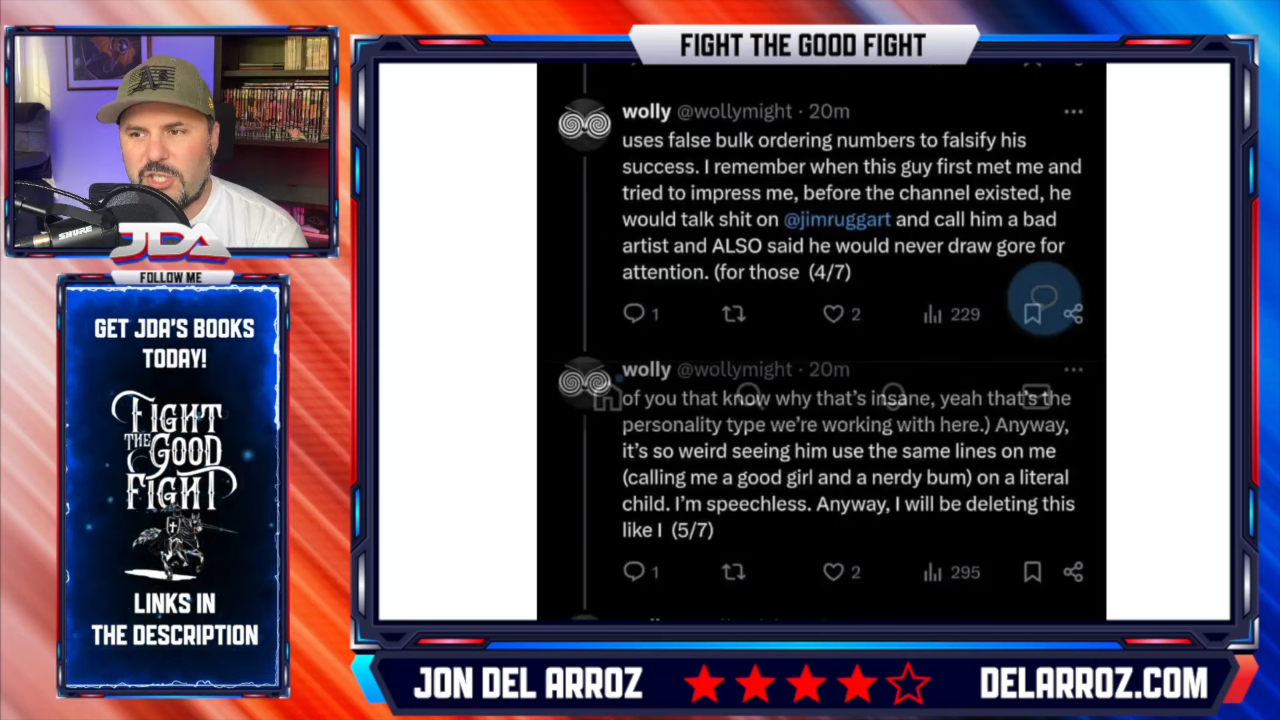 FIGHT THE GOOD FIGHT
SHURE
JDA
FOLLOW ME
GET JDA'S BOOKS
TODAY!
FIGHT
THE GOOD
FIGHT
LINKS IN
THE DESCRIPTION
wolly @wollymight · 20m
uses false bulk ordering numbers to falsify his
success. I remember when this guy first met me and
tried to impress me, before the channel existed, he
would talk shit on @jimruggart and call him a bad
artist and ALSO said he would never draw gore for
attention. (for those (4/7)
1 2 229
wolly @wollymight · 20m
of you that know why that's insane, yeah that's the
personality type we're working with here.) Anyway,
it's so weird seeing him use the same lines on me
(calling me a good girl and a nerdy bum) on a literal
child. I'm speechless. Anyway, I will be deleting this
like I (5/7)
1 2 295
JON DEL ARROZ
DELARROZ.COM